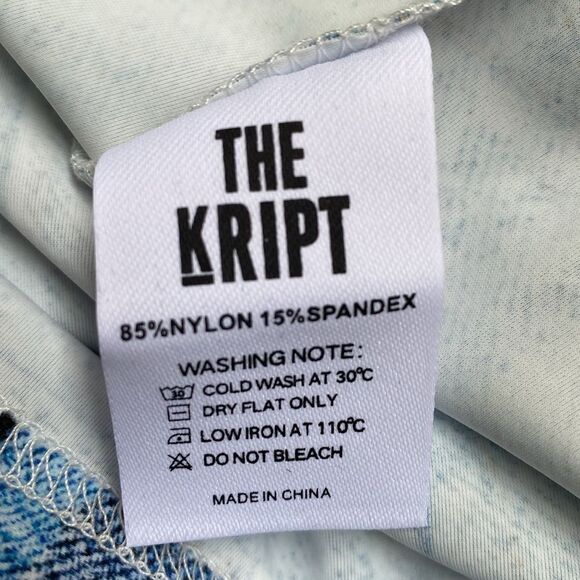 THE
KRIPT
85%NYLON 15%SPANDEX
WASHING NOTE:
30 COLD WASH AT 30℃
DRY FLAT ONLY
LOW IRON AT 110℃
DO NOT BLEACH
MADE IN CHINA